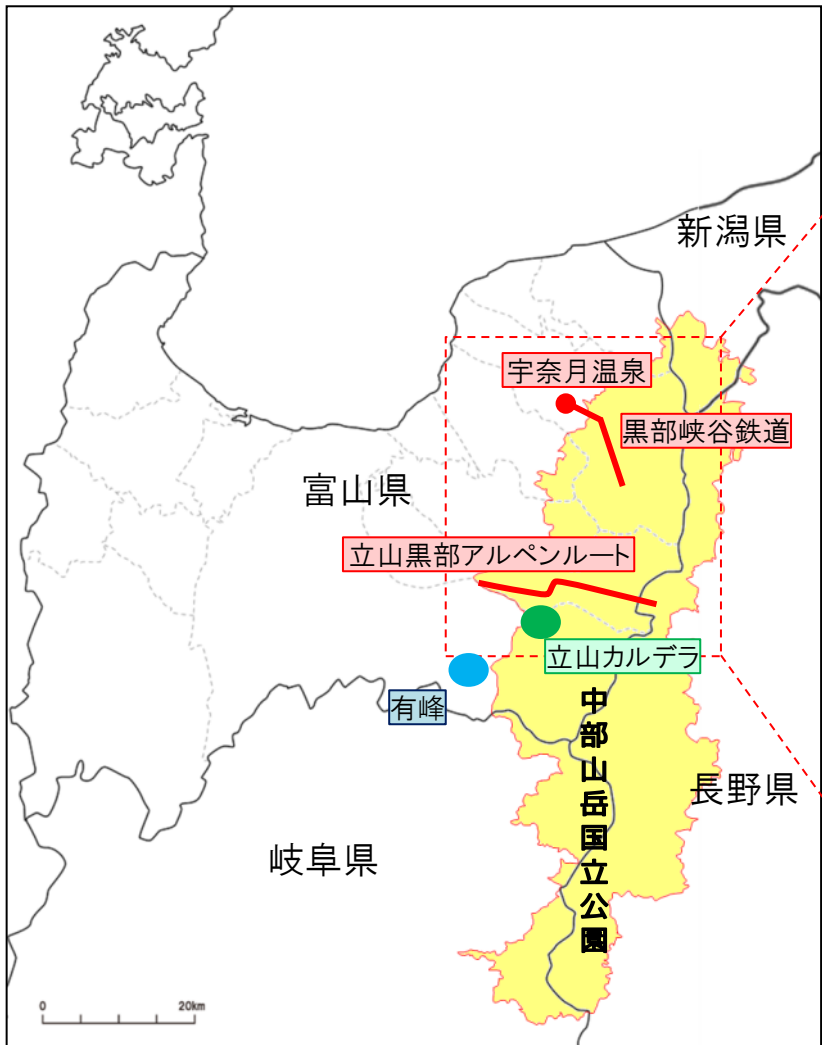 新潟県
宇奈月温泉
黒部峡谷鉄道
富山県
立山黒部アルペンルート
立山カルデラ
有峰
中部山岳国立公園
長野県
岐阜県
0 20km